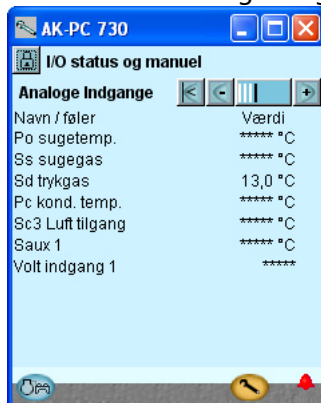 AK-PC 730
I/O status og manuel
Analoge Indgange
Navn / føler Værdi
Po sugetemp. ***** °C
Ss sugegas ***** °C
Sd trykgas 13,0 °C
Pc kond. temp. ***** °C
Sc3 Luft tilgang ***** °C
Saux 1 ***** °C
Volt indgang 1 *****